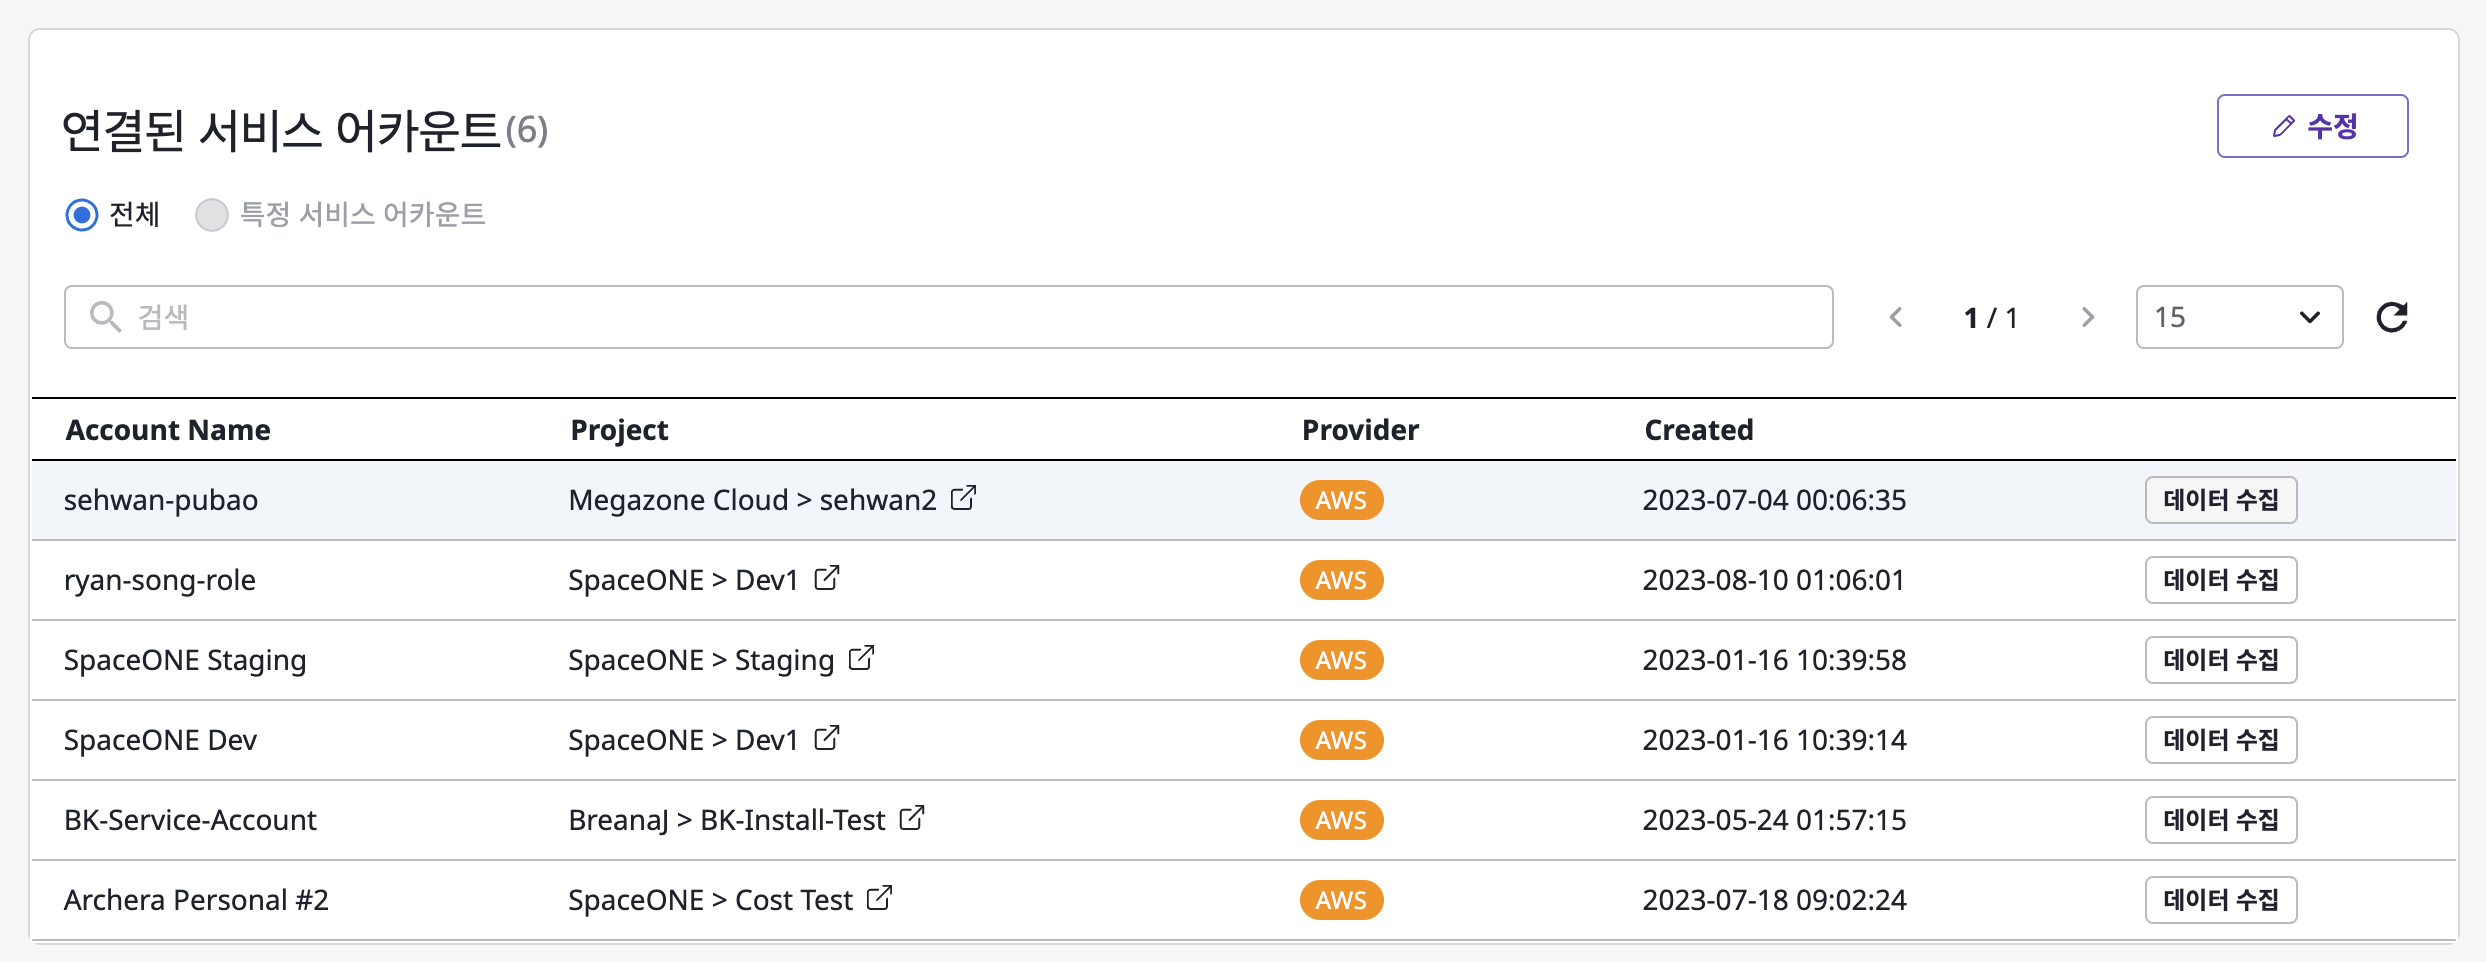 연결된 서비스 어카운트(6)
수정
전체 특정 서비스 어카운트
검색
1 / 1
15
Account Name Project Provider Created
sehwan-pubao Megazone Cloud > sehwan2 AWS 2023-07-04 00:06:35 데이터 수집
ryan-song-role SpaceONE > Dev1 AWS 2023-08-10 01:06:01 데이터 수집
SpaceONE Staging SpaceONE > Staging AWS 2023-01-16 10:39:58 데이터 수집
SpaceONE Dev SpaceONE > Dev1 AWS 2023-01-16 10:39:14 데이터 수집
BK-Service-Account BreanaJ > BK-Install-Test AWS 2023-05-24 01:57:15 데이터 수집
Archera Personal #2 SpaceONE > Cost Test AWS 2023-07-18 09:02:24 데이터 수집